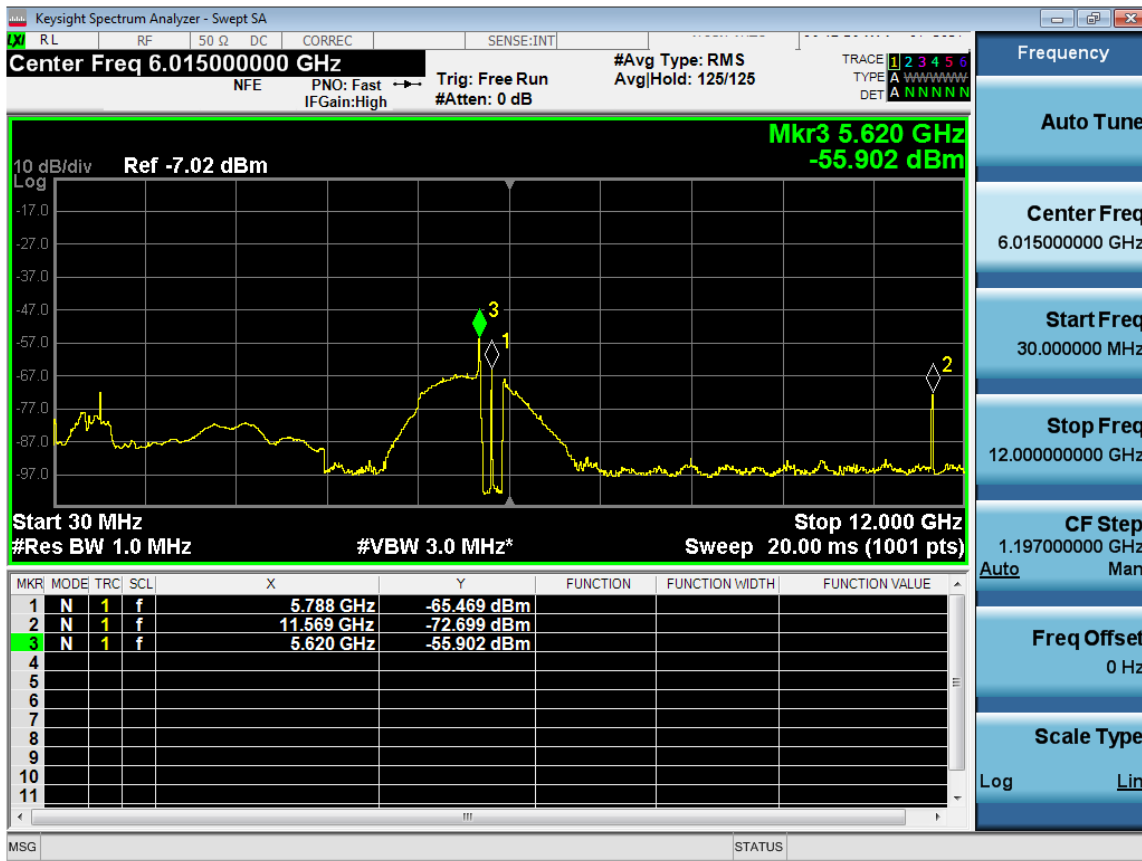 Keysight Spectrum Analyzer - Swept SA
LXI RL RF 50 Ω DC CORREC SENSE:INT
Center Freq 6.015000000 GHz
NFE PNO: Fast IFGain:High
Trig: Free Run
#Atten: 0 dB
#Avg Type: RMS
Avg|Hold: 125/125
TRACE 1 2 3 4 5 6
TYPE A WWWWW
DET A N N N N N
Mkr3 5.620 GHz
-55.902 dBm
10 dB/div Ref -7.02 dBm
Log
-17.0
-27.0
-37.0
-47.0
-57.0
-67.0
-77.0
-87.0
-97.0
3
1
2
Start 30 MHz Stop 12.000 GHz
#Res BW 1.0 MHz #VBW 3.0 MHz* Sweep 20.00 ms (1001 pts)
MKR MODE TRC SCL X Y FUNCTION FUNCTION WIDTH FUNCTION VALUE
1 N 1 f 5.788 GHz -65.469 dBm
2 N 1 f 11.569 GHz -72.699 dBm
3 N 1 f 5.620 GHz -55.902 dBm
4
5
6
7
8
9
10
11
MSG STATUS
Frequency
Auto Tune
Center Freq
6.015000000 GHz
Start Freq
30.000000 MHz
Stop Freq
12.000000000 GHz
CF Step
1.197000000 GHz
Auto Man
Freq Offset
0 Hz
Scale Type
Log Lin